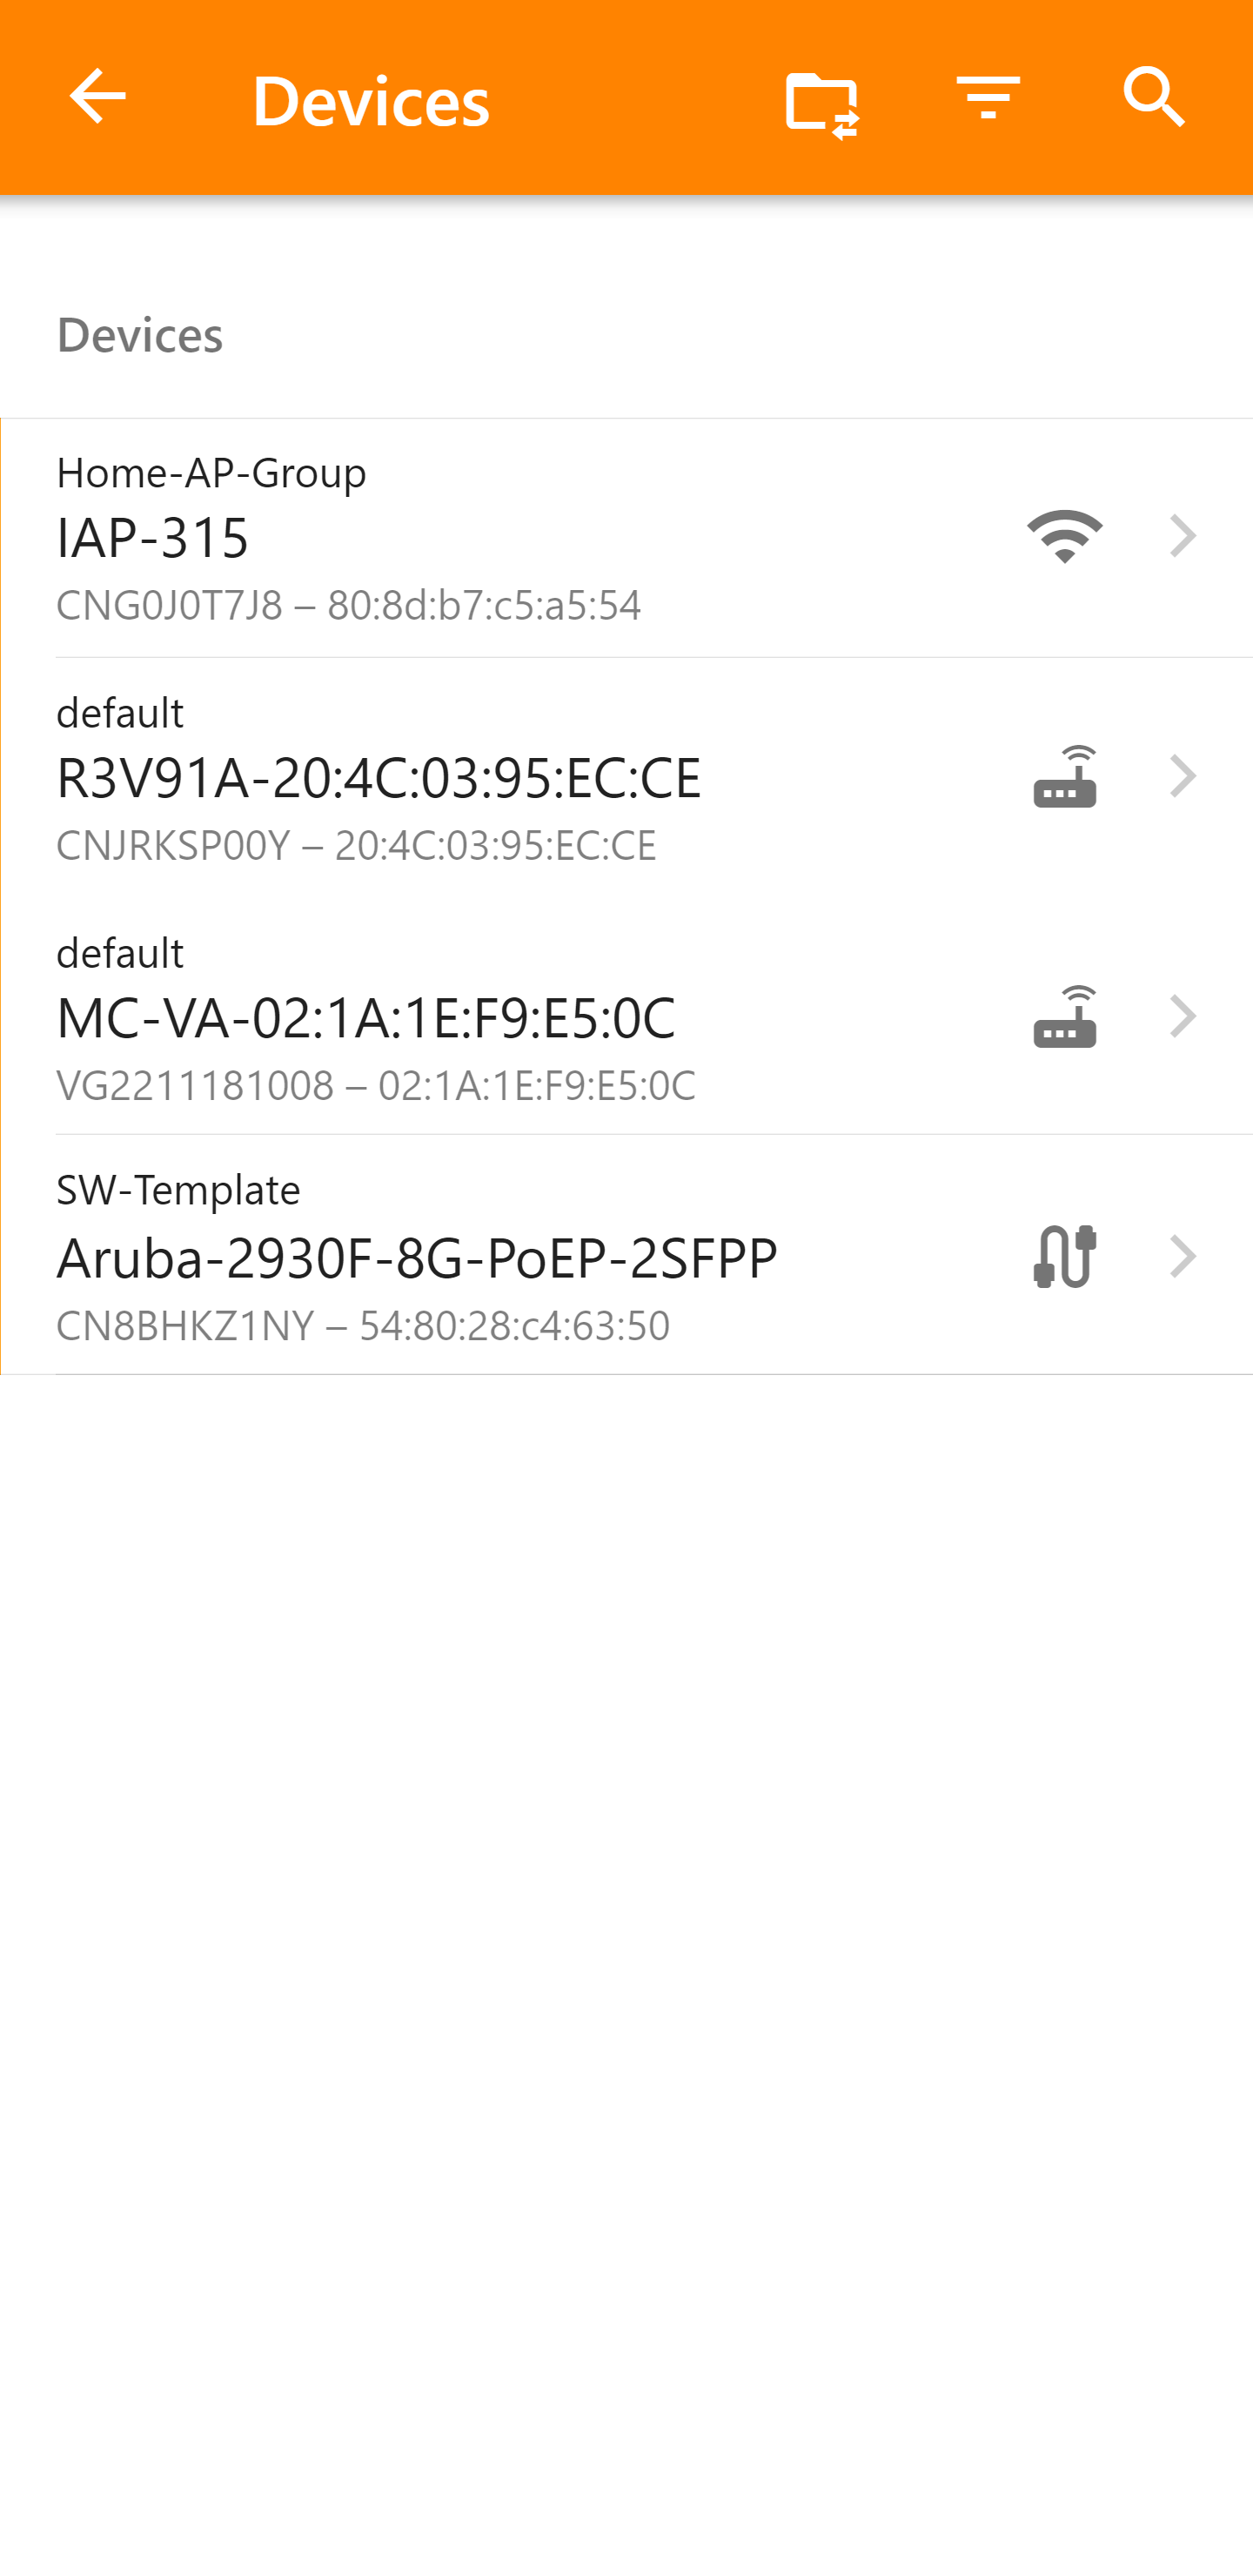 Devices
Devices
Home-AP-Group
IAP-315
CNG0J0T7J8 – 80:8d:b7:c5:a5:54
default
R3V91A-20:4C:03:95:EC:CE
CNJRKSP00Y – 20:4C:03:95:EC:CE
default
MC-VA-02:1A:1E:F9:E5:0C
VG2211181008 – 02:1A:1E:F9:E5:0C
SW-Template
Aruba-2930F-8G-PoEP-2SFPP
CN8BHKZ1NY – 54:80:28:c4:63:50